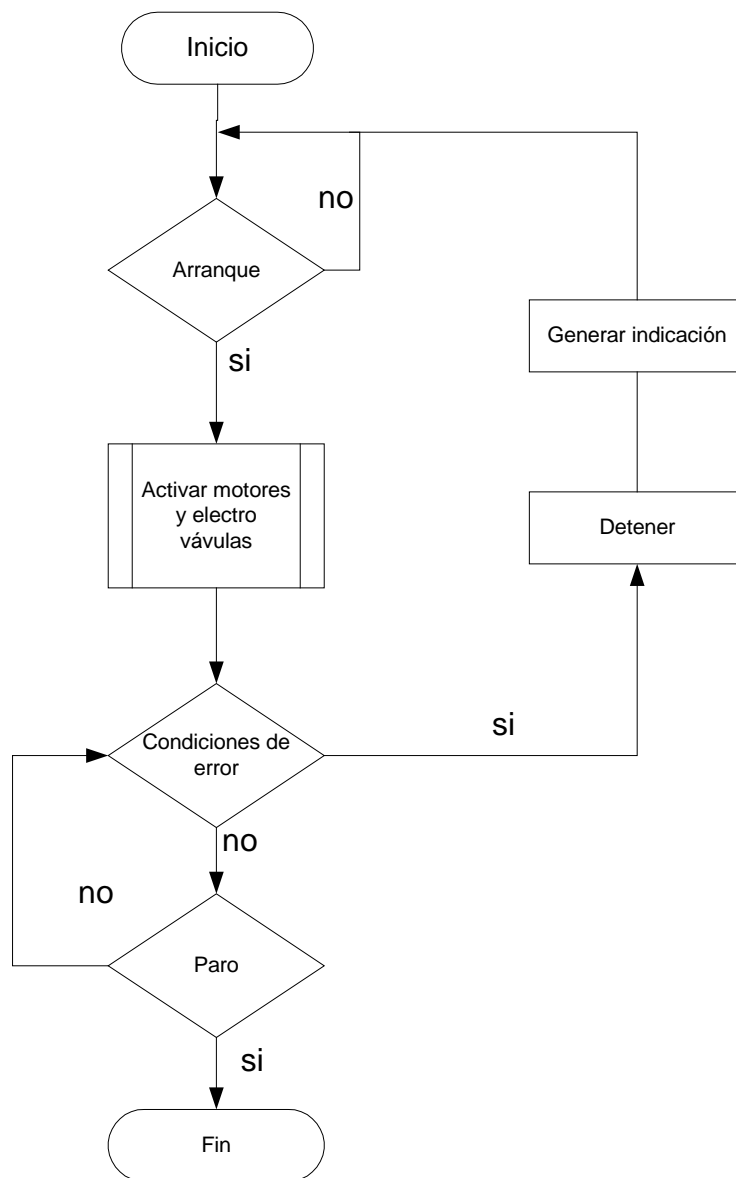 Inicio
no
Arranque
si
Generar indicación
Activar motores
y electro
vávulas
Detener
Condiciones de
error
si
no
no
Paro
si
Fin